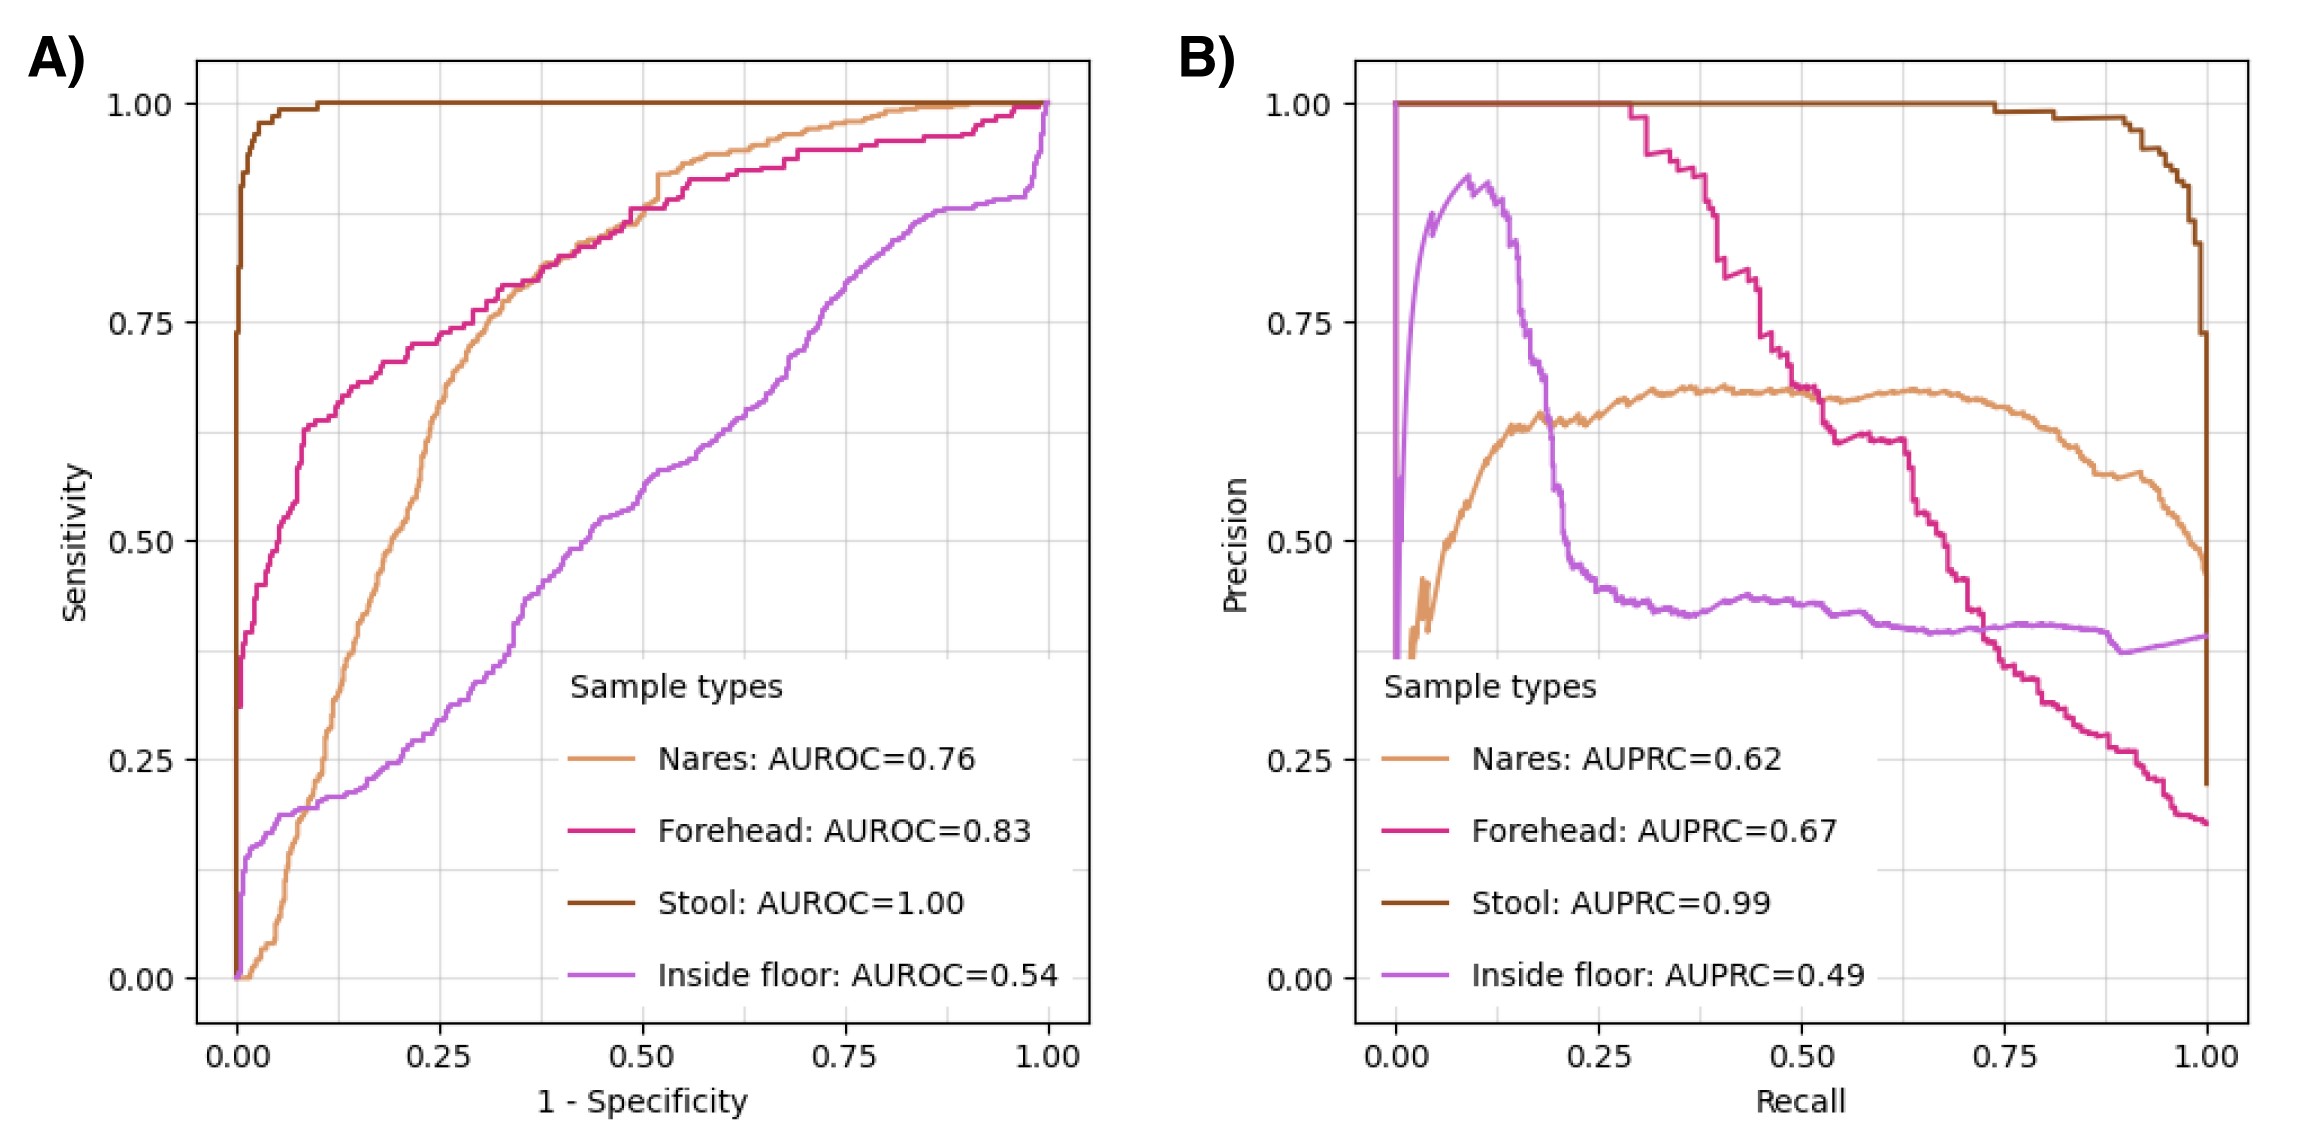 A)
1.00
0.75
0.50
0.25
0.00
Sensitivity
Sample types
Nares: AUROC=0.76
Forehead: AUROC=0.83
Stool: AUROC=1.00
Inside floor: AUROC=0.54
0.00 0.25 0.50 0.75 1.00
1 - Specificity
B)
1.00
0.75
0.50
0.25
0.00
Precision
Sample types
Nares: AUPRC=0.62
Forehead: AUPRC=0.67
Stool: AUPRC=0.99
Inside floor: AUPRC=0.49
0.00 0.25 0.50 0.75 1.00
Recall